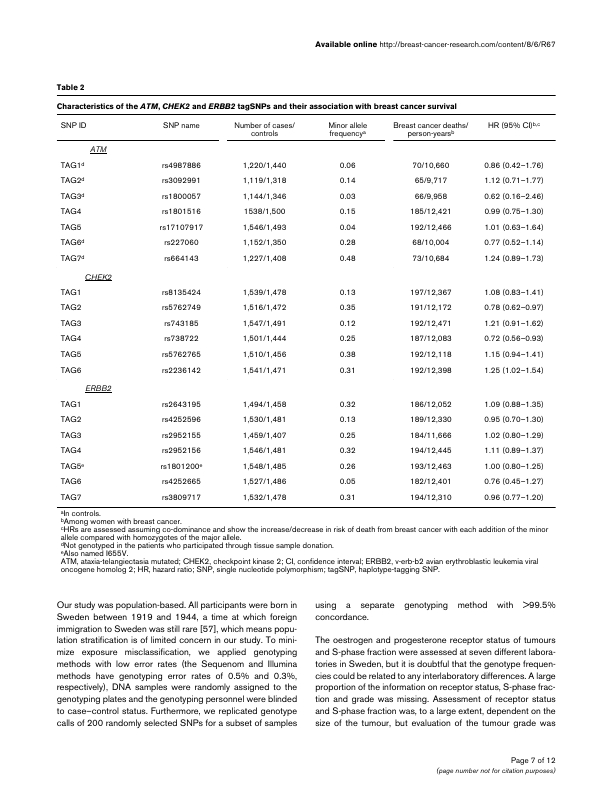 Available online http://breast-cancer-research.com/content/8/6/R67
Table 2
Characteristics of the ATM, CHEK2 and ERBB2 tagSNPs and their association with breast cancer survival
SNP ID SNP name Number of cases/ controls Minor allele frequencyᵃ Breast cancer deaths/ person-yearsᵇ HR (95% CI)ᵇ,ᶜ
ATM
TAG1ᵈ rs4987886 1,220/1,440 0.06 70/10,660 0.86 (0.42–1.76)
TAG2ᵈ rs3092991 1,119/1,318 0.14 65/9,717 1.12 (0.71–1.77)
TAG3ᵈ rs1800057 1,144/1,346 0.03 66/9,958 0.62 (0.16–2.46)
TAG4 rs1801516 1538/1,500 0.15 185/12,421 0.99 (0.75–1.30)
TAG5 rs17107917 1,546/1,493 0.04 192/12,466 1.01 (0.63–1.64)
TAG6ᵈ rs227060 1,152/1,350 0.28 68/10,004 0.77 (0.52–1.14)
TAG7ᵈ rs664143 1,227/1,408 0.48 73/10,684 1.24 (0.89–1.73)
CHEK2
TAG1 rs8135424 1,539/1,478 0.13 197/12,367 1.08 (0.83–1.41)
TAG2 rs5762749 1,516/1,472 0.35 191/12,172 0.78 (0.62–0.97)
TAG3 rs743185 1,547/1,491 0.12 192/12,471 1.21 (0.91–1.62)
TAG4 rs738722 1,501/1,444 0.25 187/12,083 0.72 (0.56–0.93)
TAG5 rs5762765 1,510/1,456 0.38 192/12,118 1.15 (0.94–1.41)
TAG6 rs2236142 1,541/1,471 0.31 192/12,398 1.25 (1.02–1.54)
ERBB2
TAG1 rs2643195 1,494/1,458 0.32 186/12,052 1.09 (0.88–1.35)
TAG2 rs4252596 1,530/1,481 0.13 189/12,330 0.95 (0.70–1.30)
TAG3 rs2952155 1,459/1,407 0.25 184/11,666 1.02 (0.80–1.29)
TAG4 rs2952156 1,546/1,481 0.32 194/12,445 1.11 (0.89–1.37)
TAG5ᵉ rs1801200ᵉ 1,548/1,485 0.26 193/12,463 1.00 (0.80–1.25)
TAG6 rs4252665 1,527/1,486 0.05 182/12,401 0.76 (0.45–1.27)
TAG7 rs3809717 1,532/1,478 0.31 194/12,310 0.96 (0.77–1.20)
ᵃIn controls.
ᵇAmong women with breast cancer.
ᶜHRs are assessed assuming co-dominance and show the increase/decrease in risk of death from breast cancer with each addition of the minor
allele compared with homozygotes of the major allele.
ᵈNot genotyped in the patients who participated through tissue sample donation.
ᵉAlso named I655V.
ATM, ataxia-telangiectasia mutated; CHEK2, checkpoint kinase 2; CI, confidence interval; ERBB2, v-erb-b2 avian erythroblastic leukemia viral
oncogene homolog 2; HR, hazard ratio; SNP, single nucleotide polymorphism; tagSNP, haplotype-tagging SNP.
Our study was population-based. All participants were born in
Sweden between 1919 and 1944, a time at which foreign
immigration to Sweden was still rare [57], which means popu-
lation stratification is of limited concern in our study. To mini-
mize exposure misclassification, we applied genotyping
methods with low error rates (the Sequenom and Illumina
methods have genotyping error rates of 0.5% and 0.3%,
respectively), DNA samples were randomly assigned to the
genotyping plates and the genotyping personnel were blinded
to case–control status. Furthermore, we replicated genotype
calls of 200 randomly selected SNPs for a subset of samples
using a separate genotyping method with >99.5%
concordance.
The oestrogen and progesterone receptor status of tumours
and S-phase fraction were assessed at seven different labora-
tories in Sweden, but it is doubtful that the genotype frequen-
cies could be related to any interlaboratory differences. A large
proportion of the information on receptor status, S-phase frac-
tion and grade was missing. Assessment of receptor status
and S-phase fraction was, to a large extent, dependent on the
size of the tumour, but evaluation of the tumour grade was
Page 7 of 12
(page number not for citation purposes)